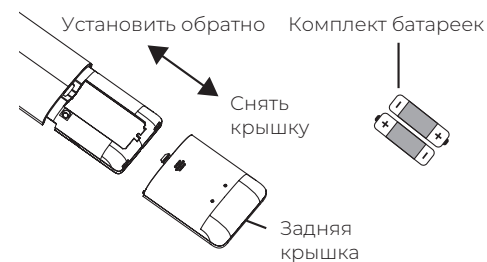 Установить обратно
Комплект батареек
Снять
крышку
Задняя
крышка